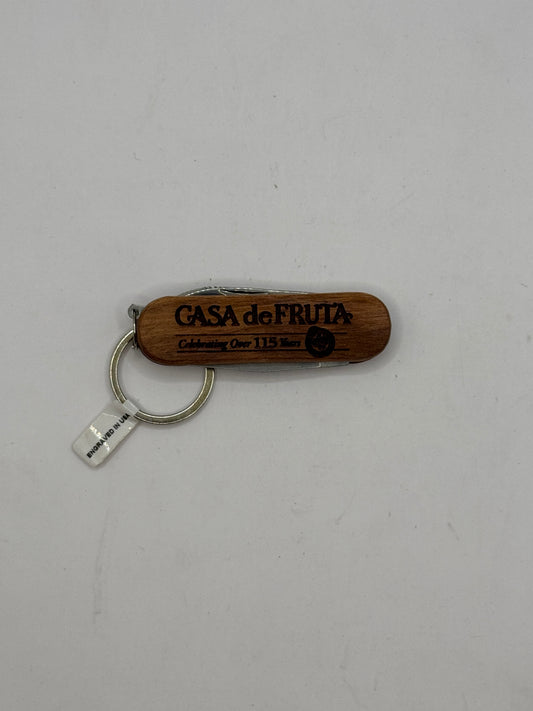 CASA de FRUTA
Celebrating Over 115 Years
ENGRAVED IN USA